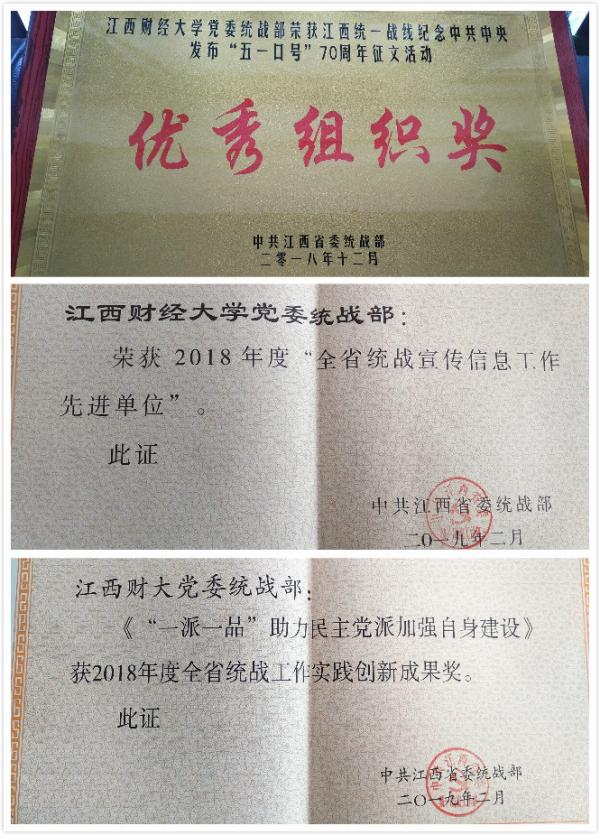 江西财经大学党委统战部荣获江西统一战线纪念中共中央
发布“五一口号”70周年征文活动
优秀组织奖
中共江西省委统战部
二零一八年十二月
江西财经大学党委统战部：
荣获 2018 年度“全省统战宣传信息工作
先进单位”。
此证
中共江西省委统战部
二〇一九年二月
江西财大党委统战部：
《“一派一品”助力民主党派加强自身建设》
获2018年度全省统战工作实践创新成果奖。
此证
中共江西省委统战部
二〇一九年二月